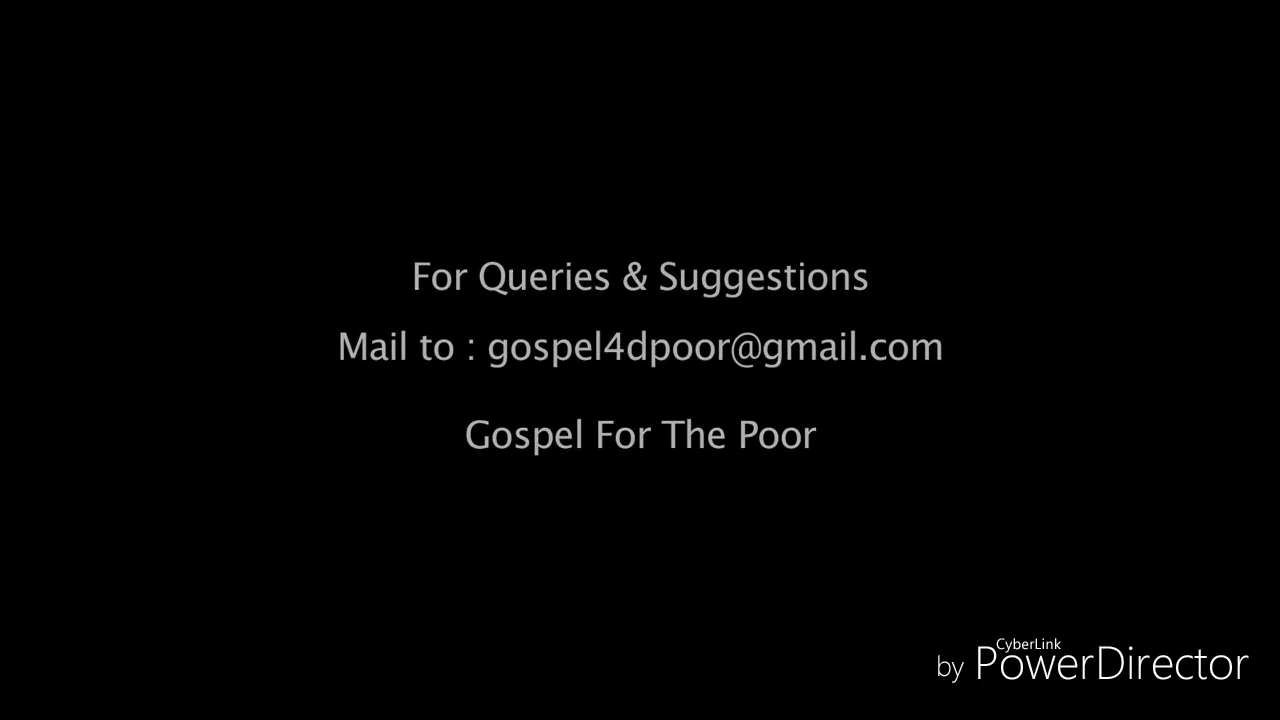 For Queries & Suggestions
Mail to : gospel4dpoor@gmail.com
Gospel For The Poor
CyberLink
by PowerDirector